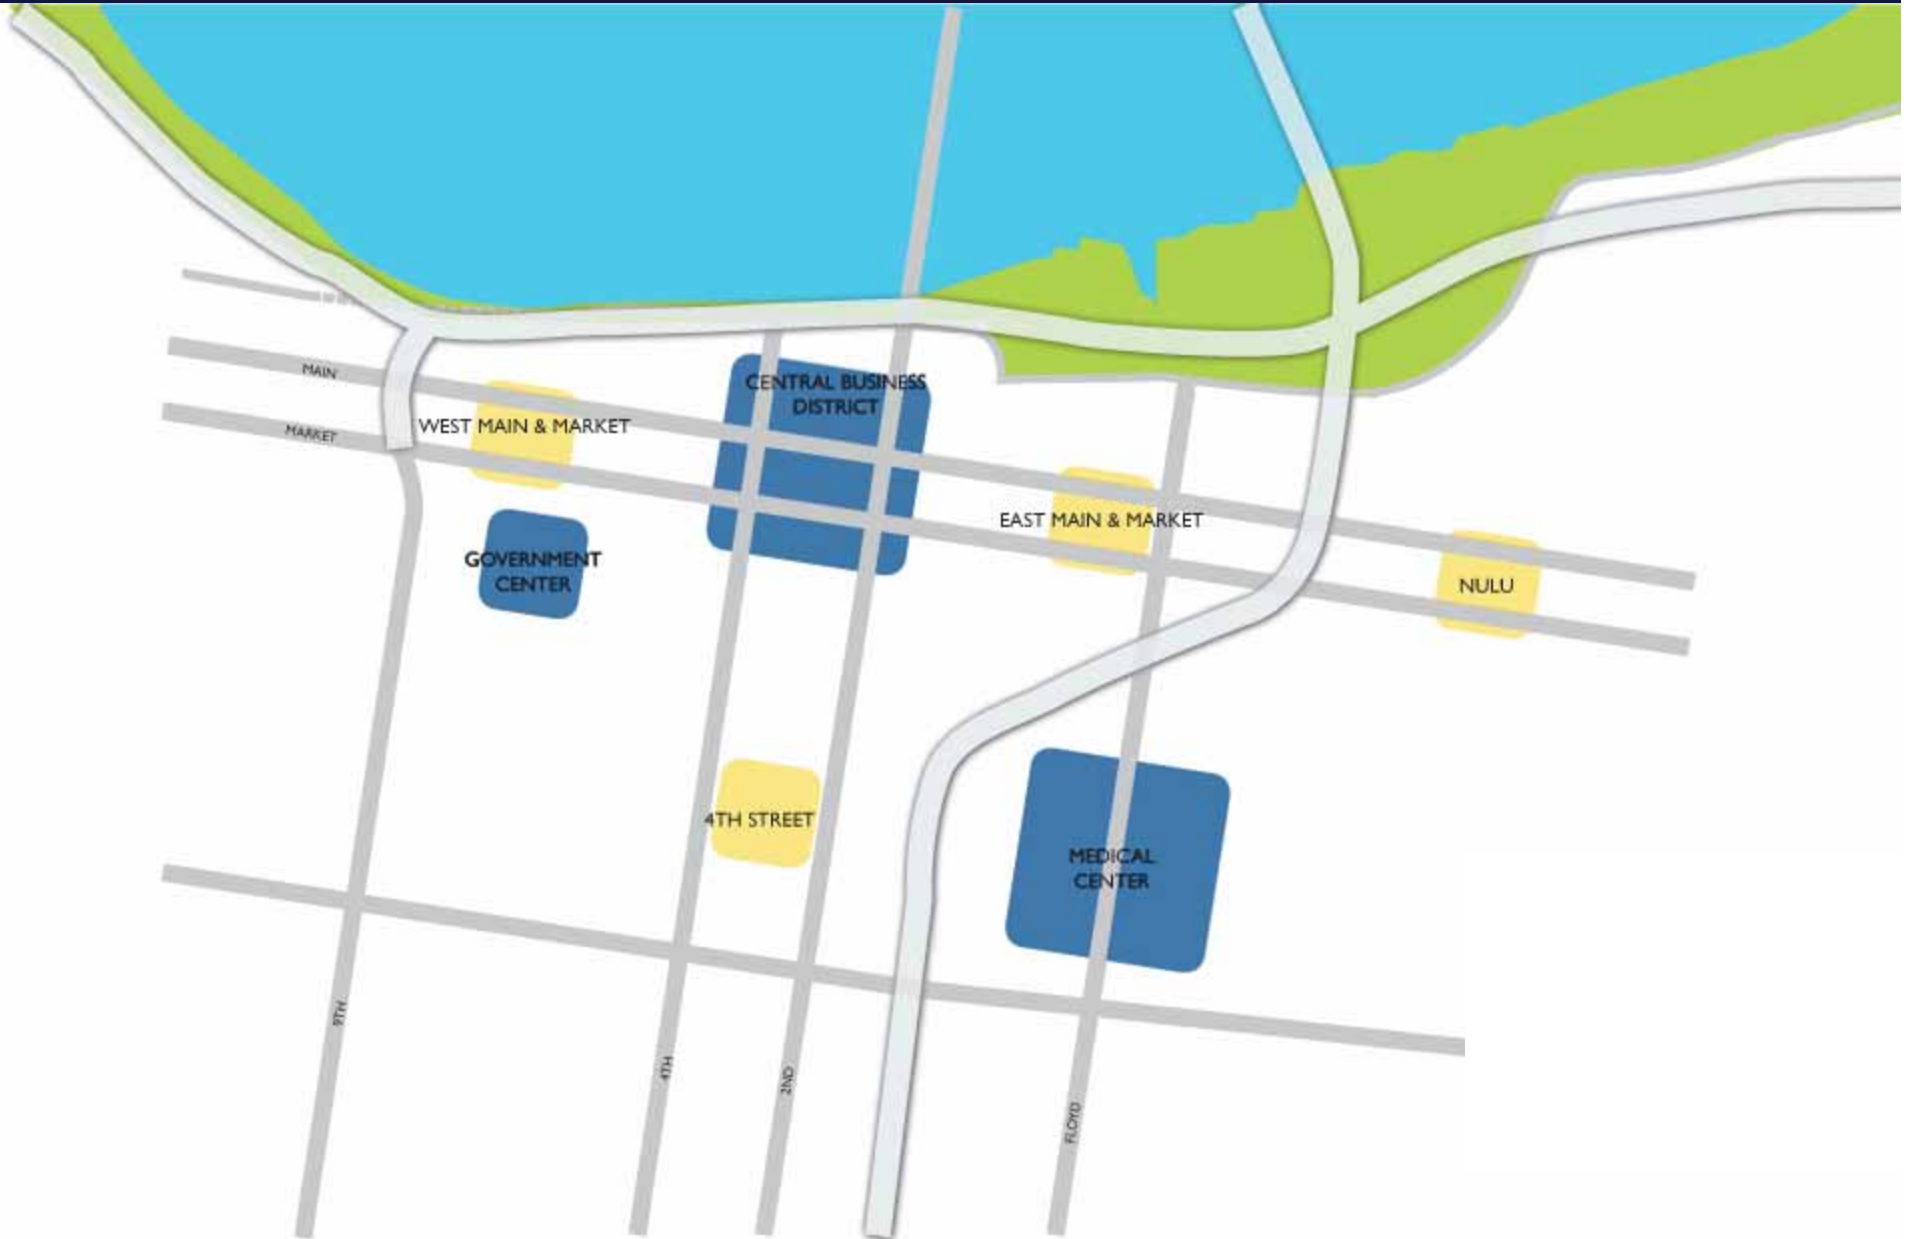 MAIN
CENTRAL BUSINESS
DISTRICT
WEST MAIN & MARKET
MARKET
EAST MAIN & MARKET
GOVERNMENT
CENTER
NULU
4TH STREET
MEDICAL
CENTER
9TH
4TH
2ND
FLOYD